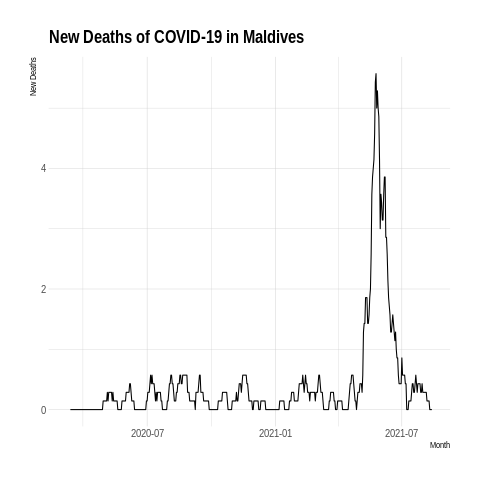 New Deaths of COVID-19 in Maldives
New Deaths
4
2
0
2020-07
2021-01
2021-07
Month